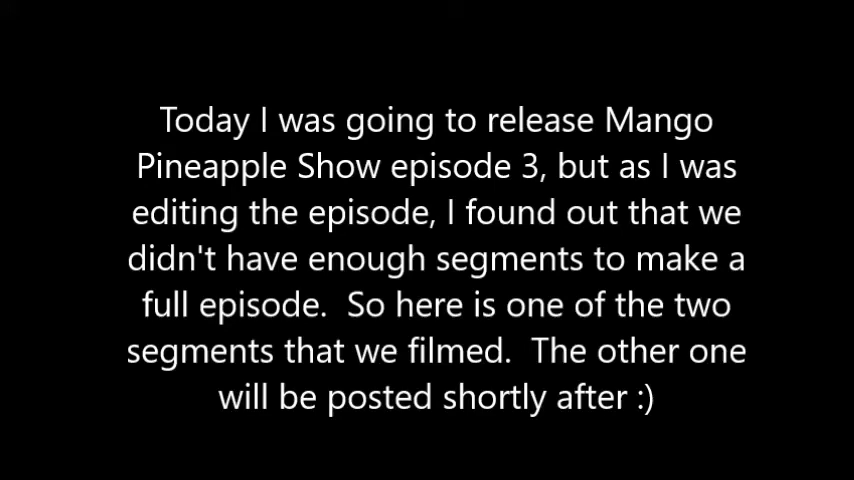 Today I was going to release Mango
Pineapple Show episode 3, but as I was
editing the episode, I found out that we
didn't have enough segments to make a
full episode.  So here is one of the two
segments that we filmed.  The other one
will be posted shortly after :)